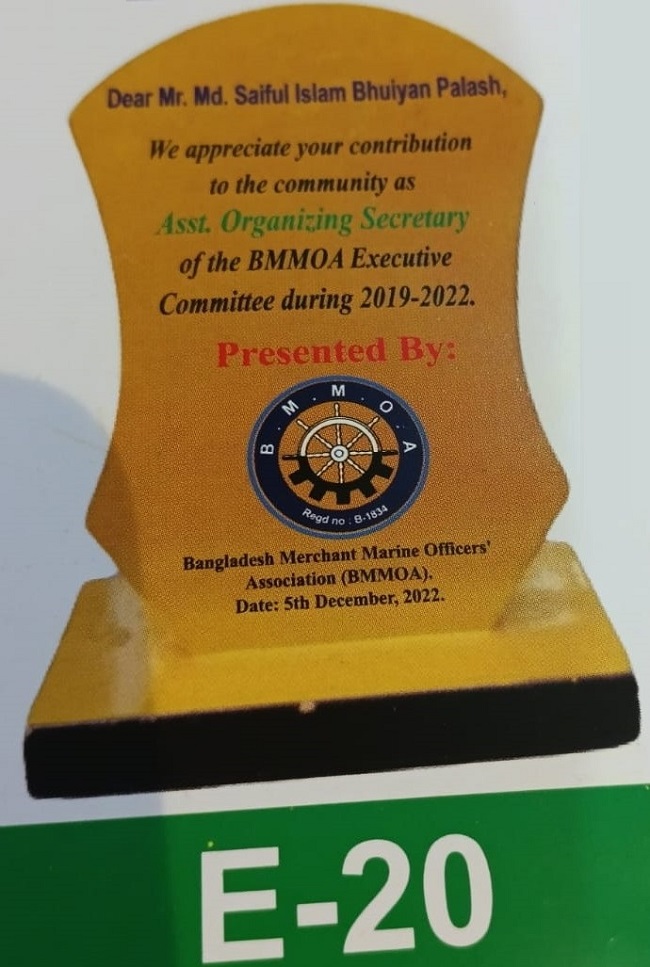 Dear Mr. Md. Saiful Islam Bhuiyan Palash,
We appreciate your contribution
to the community as
Asst. Organizing Secretary
of the BMMOA Executive
Committee during 2019-2022.
Presented By:
B . M . M . O . A
Regd no : B-1834
Bangladesh Merchant Marine Officers'
Association (BMMOA).
Date: 5th December, 2022.
E-20